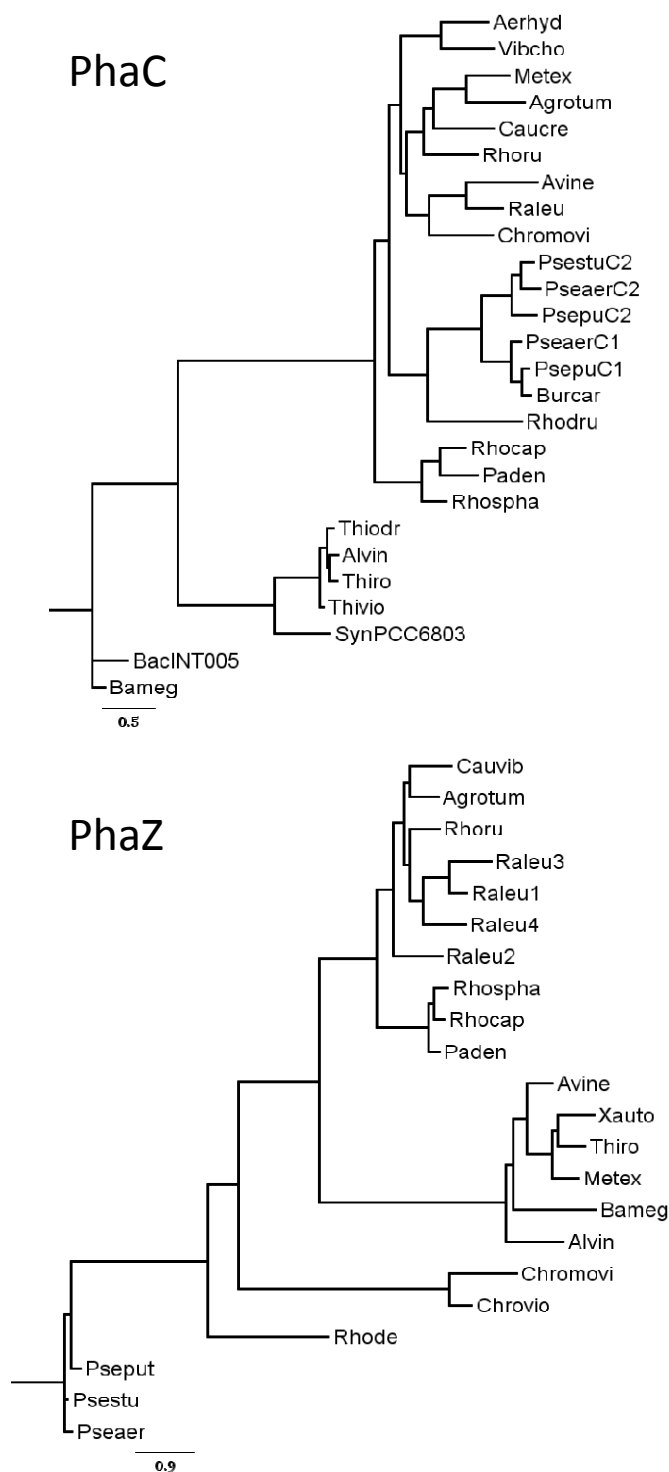 PhaC
Aerhyd
Vibcho
Metex
Agrotum
Caucre
Rhoru
Avine
Raleu
Chromovi
PsestuC2
PseaerC2
PsepuC2
PseaerC1
PsepuC1
Burcar
Rhodru
Rhocap
Paden
Rhospha
Thiodr
Alvin
Thiro
Thivio
SynPCC6803
BacINT005
Bameg
0.5
PhaZ
Cauvib
Agrotum
Rhoru
Raleu3
Raleu1
Raleu4
Raleu2
Rhospha
Rhocap
Paden
Avine
Xauto
Thiro
Metex
Bameg
Alvin
Chromovi
Chrovio
Rhode
Pseput
Psestu
Pseaer
0.9